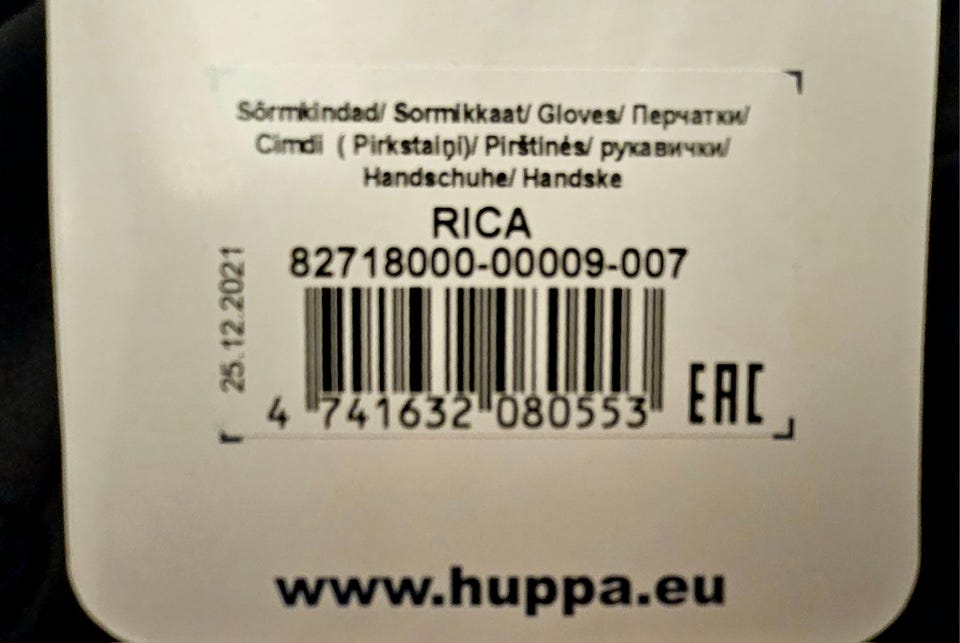 Sõrmkindad/ Sormikkaat/ Gloves/ Перчатки/
Cimdi ( Pirkstaiņi)/ Pirštinės/ рукавички/
Handschuhe/ Handske
RICA
82718000-00009-007
25.12.2021
4 741632 080553
EAC
www.huppa.eu